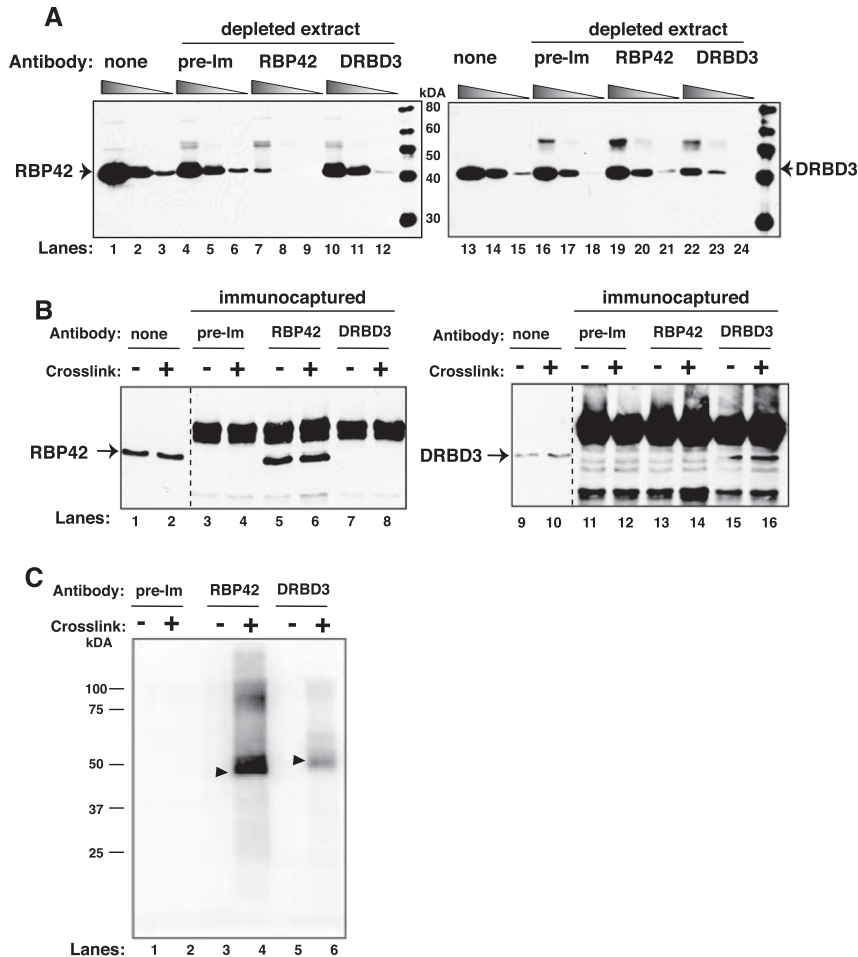 A
depleted extract
depleted extract
Antibody: none pre-Im RBP42 DRBD3
none pre-Im RBP42 DRBD3
kDA
80
60
50
40
30
RBP42
DRBD3
Lanes: 1 2 3 4 5 6 7 8 9 10 11 12
13 14 15 16 17 18 19 20 21 22 23 24
B
immunocaptured
immunocaptured
Antibody: none pre-Im RBP42 DRBD3
Antibody: none pre-Im RBP42 DRBD3
Crosslink: - + - + - + - +
Crosslink: - + - + - + - +
RBP42
DRBD3
Lanes: 1 2 3 4 5 6 7 8
Lanes: 9 10 11 12 13 14 15 16
C
Antibody: pre-Im RBP42 DRBD3
Crosslink: - + - + - +
kDA
100
75
50
37
25
Lanes: 1 2 3 4 5 6